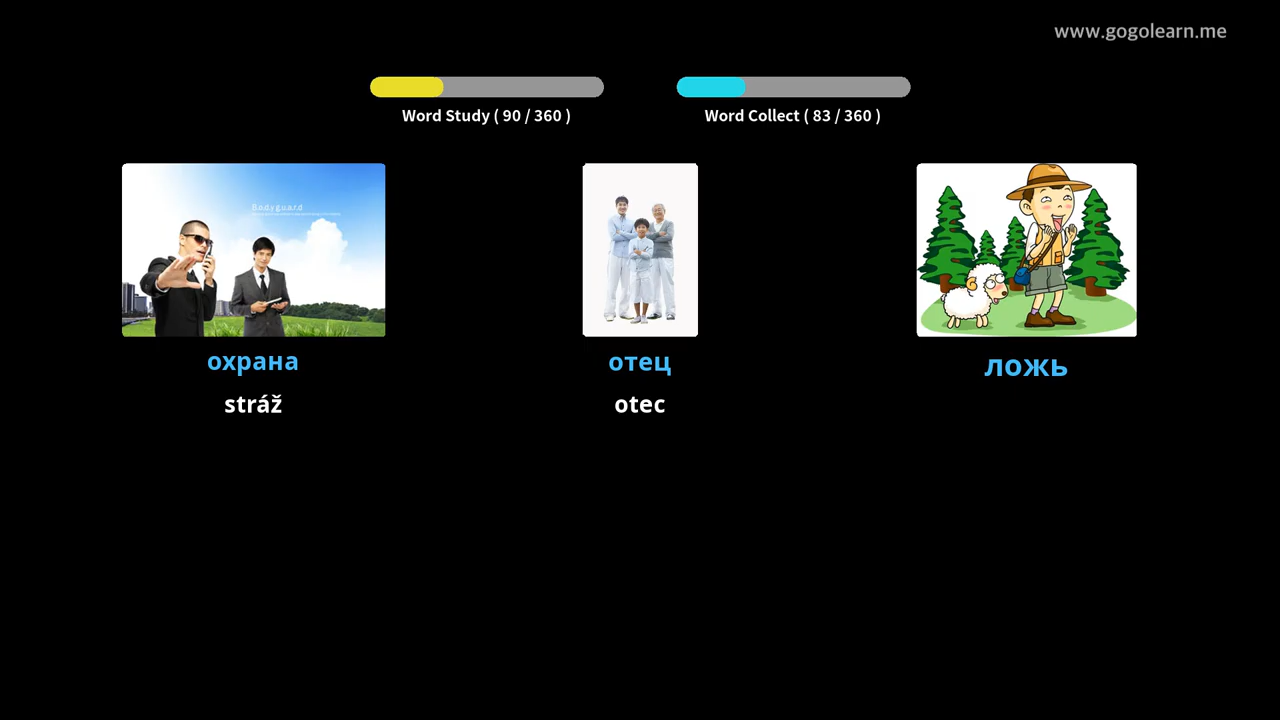 www.gogolearn.me
Word Study ( 90 / 360 )
Word Collect ( 83 / 360 )
Bodyguard
охрана
отец
ложь
stráž
otec